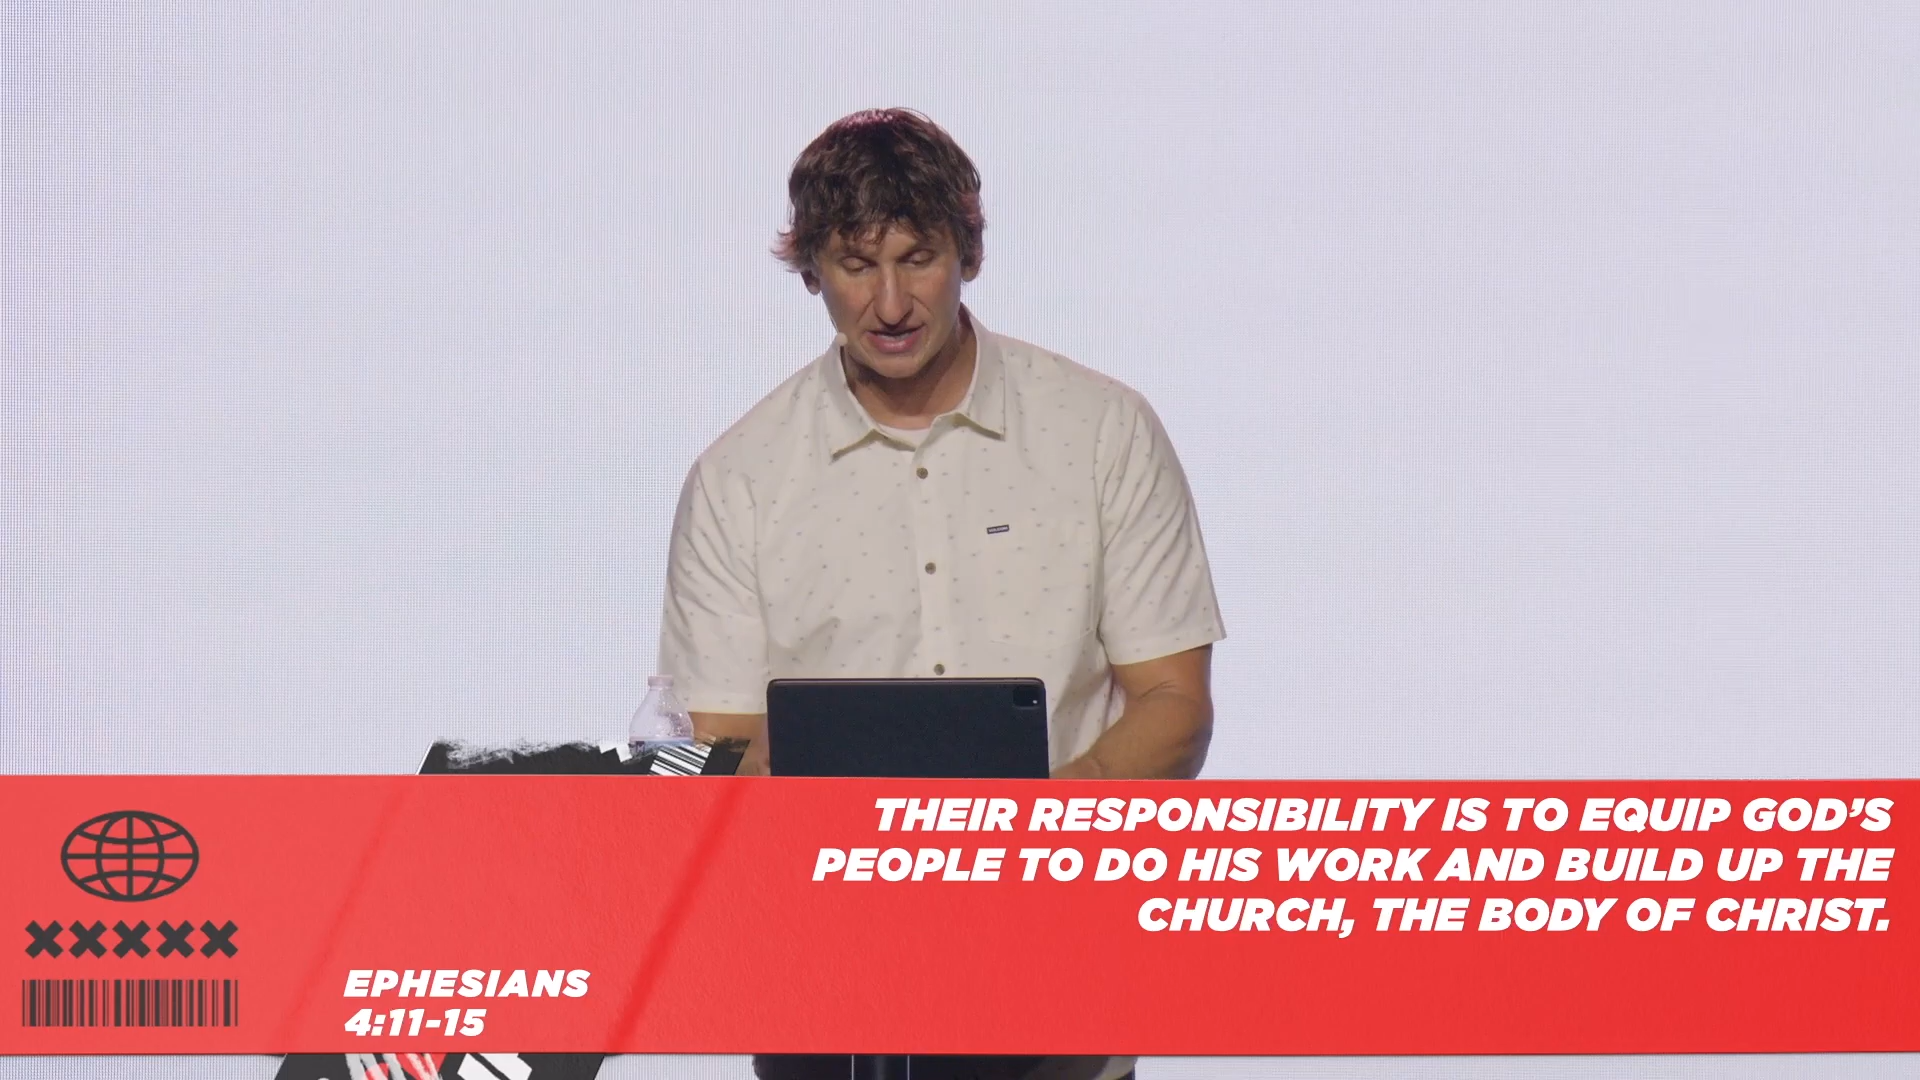 THEIR RESPONSIBILITY IS TO EQUIP GOD'S
PEOPLE TO DO HIS WORK AND BUILD UP THE
CHURCH, THE BODY OF CHRIST.
EPHESIANS
4:11-15